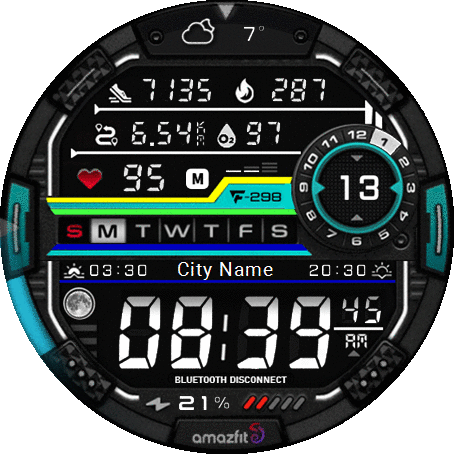 7°
7135 287
6.54 KM O2 97
95 M
F-298
12 1 2 3 4 5 6 7 8 9 10 11
13
S M T W T F S
03:30 City Name 20:30
08:39 45 AM
BLUETOOTH DISCONNECT
21%
amazfit